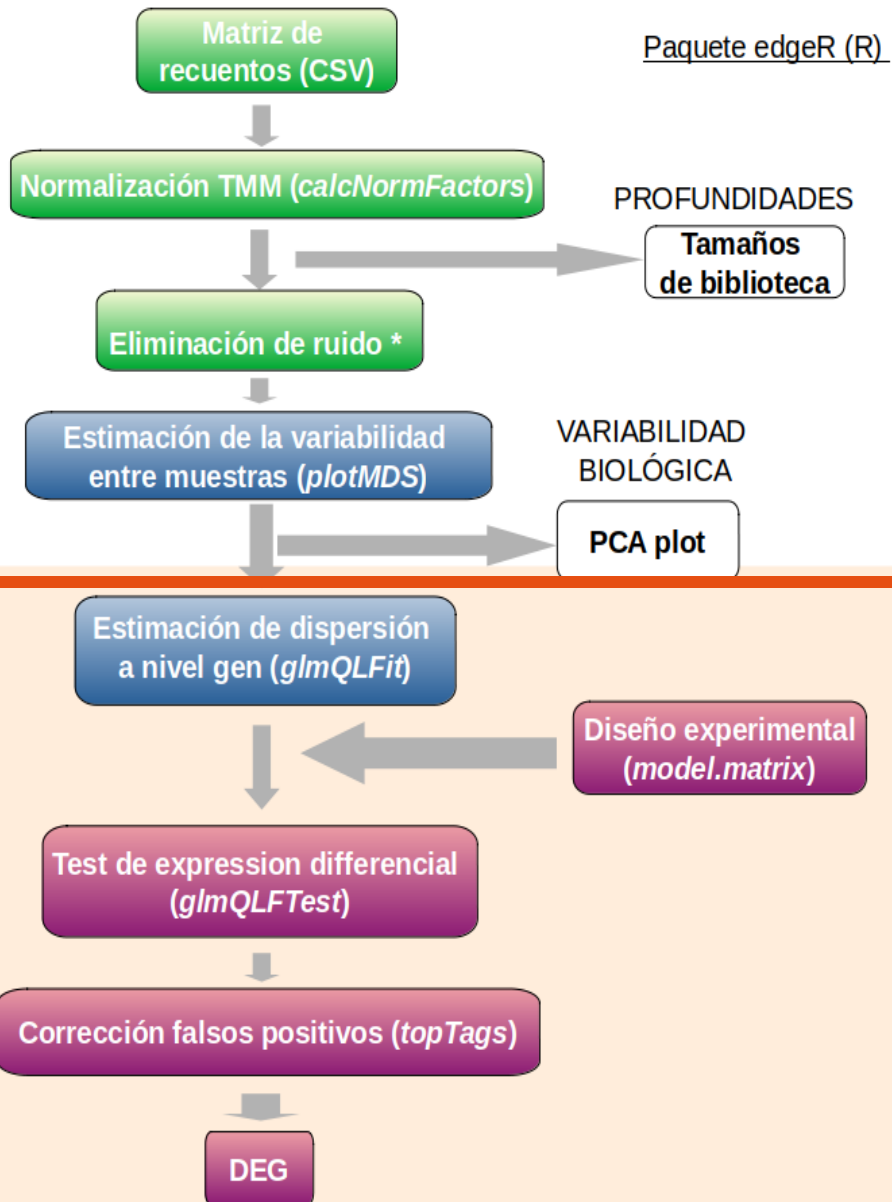 Matriz de
recuentos (CSV)
Paquete edgeR (R)
Normalización TMM (calcNormFactors)
PROFUNDIDADES
Tamaños
de biblioteca
Eliminación de ruido *
Estimación de la variabilidad
entre muestras (plotMDS)
VARIABILIDAD
BIOLÓGICA
PCA plot
Estimación de dispersión
a nivel gen (glmQLFit)
Diseño experimental
(model.matrix)
Test de expression differencial
(glmQLFTest)
Corrección falsos positivos (topTags)
DEG